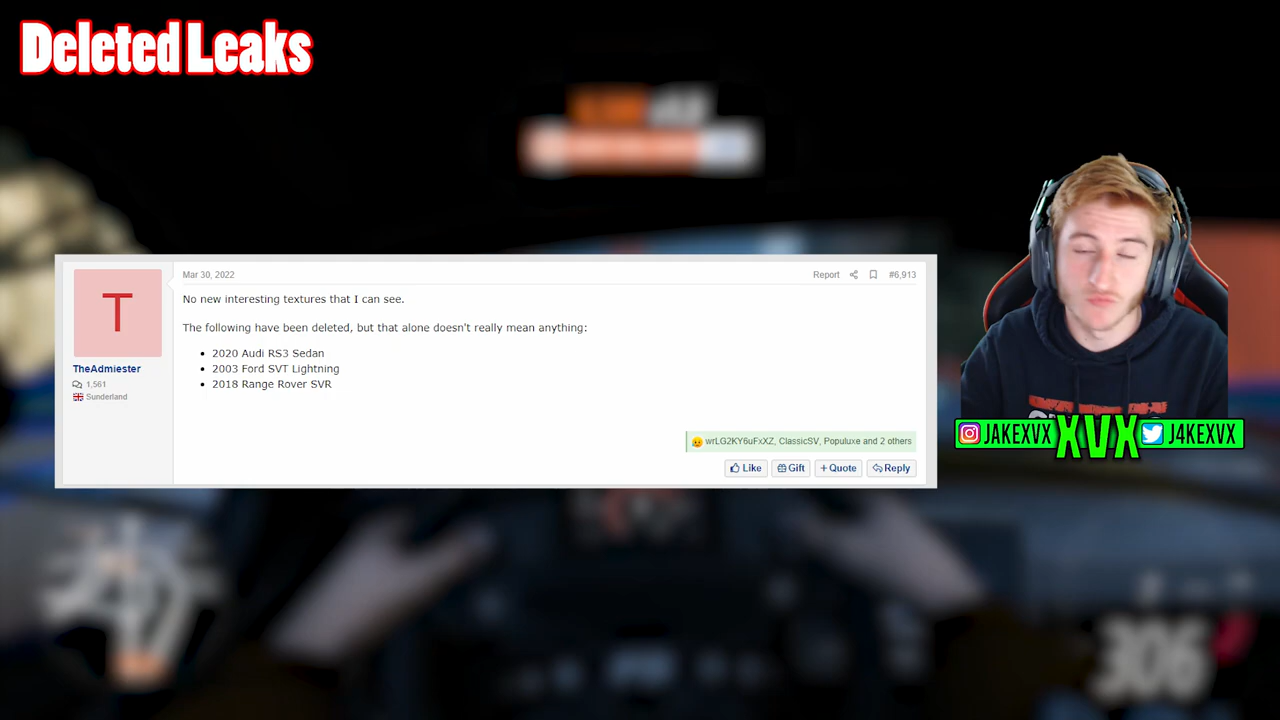 Deleted Leaks
T
TheAdmiester
1,561
Sunderland
Mar 30, 2022
Report
#6,913
No new interesting textures that I can see.
The following have been deleted, but that alone doesn't really mean anything:
• 2020 Audi RS3 Sedan
• 2003 Ford SVT Lightning
• 2018 Range Rover SVR
wrLG2KY6uFxXZ, ClassicSV, Populuxe and 2 others
Like Gift +Quote Reply
JAKEXVX XVX J4KEXVX
306